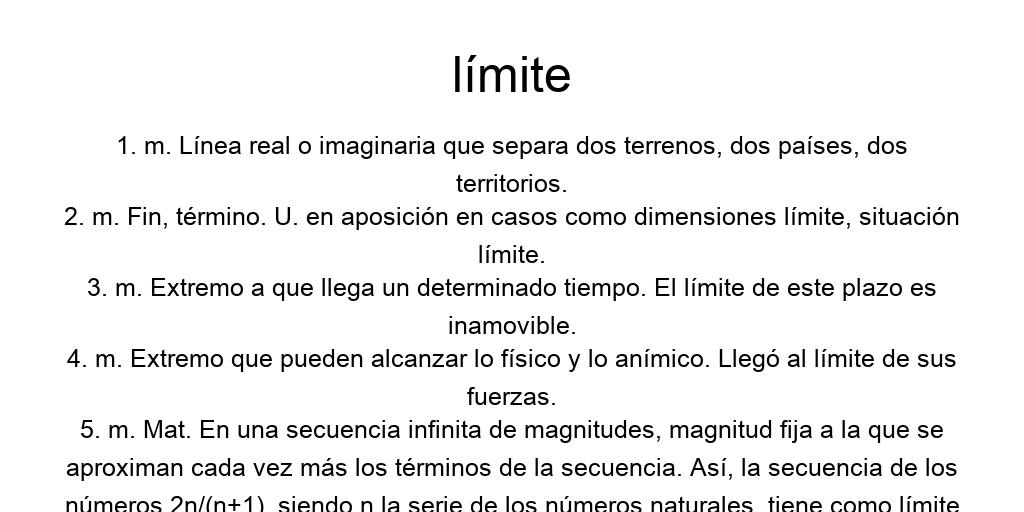 límite
1. m. Línea real o imaginaria que separa dos terrenos, dos países, dos
territorios.
2. m. Fin, término. U. en aposición en casos como dimensiones límite, situación
límite.
3. m. Extremo a que llega un determinado tiempo. El límite de este plazo es
inamovible.
4. m. Extremo que pueden alcanzar lo físico y lo anímico. Llegó al límite de sus
fuerzas.
5. m. Mat. En una secuencia infinita de magnitudes, magnitud fija a la que se
aproximan cada vez más los términos de la secuencia. Así, la secuencia de los
números 2n/(n+1), siendo n la serie de los números naturales, tiene como límite